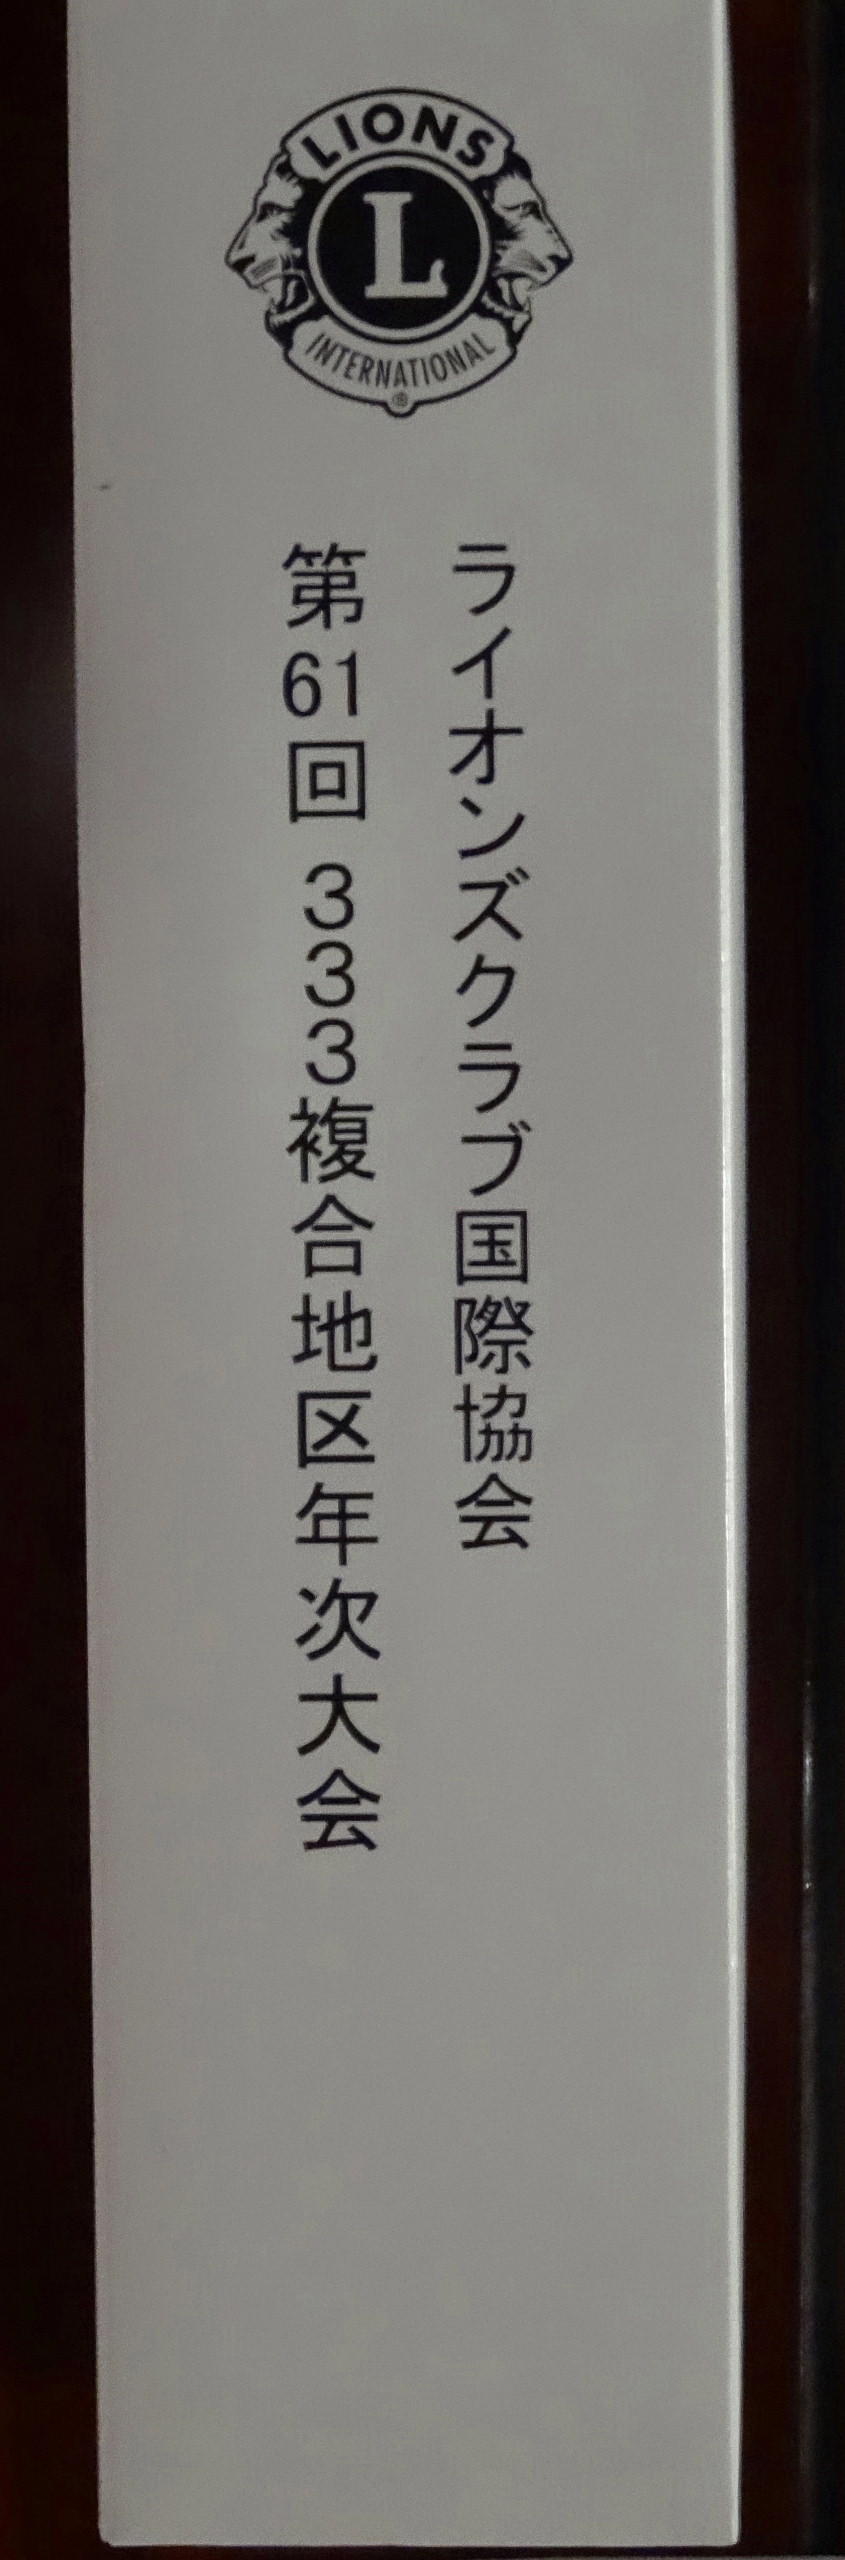 LIONS
L
INTERNATIONAL
®
ライオンズクラブ国際協会
第61回 333複合地区年次大会